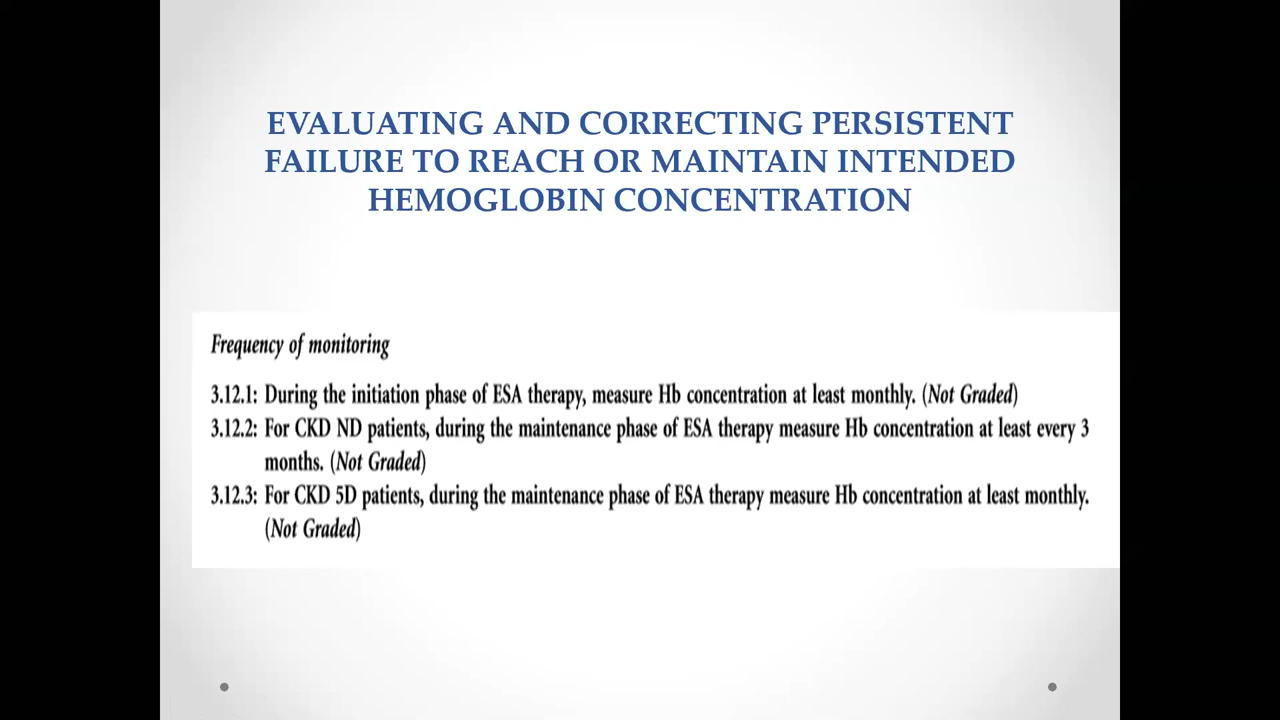 EVALUATING AND CORRECTING PERSISTENT
FAILURE TO REACH OR MAINTAIN INTENDED
HEMOGLOBIN CONCENTRATION
Frequency of monitoring
3.12.1: During the initiation phase of ESA therapy, measure Hb concentration at least monthly. (Not Graded)
3.12.2: For CKD ND patients, during the maintenance phase of ESA therapy measure Hb concentration at least every 3
months. (Not Graded)
3.12.3: For CKD 5D patients, during the maintenance phase of ESA therapy measure Hb concentration at least monthly.
(Not Graded)